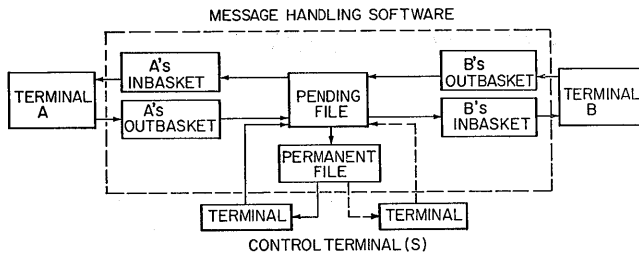 MESSAGE HANDLING SOFTWARE
TERMINAL
A
A's
INBASKET
A's
OUTBASKET
PENDING
FILE
PERMANENT
FILE
B's
OUTBASKET
B's
INBASKET
TERMINAL
B
TERMINAL
TERMINAL
CONTROL TERMINAL(S)